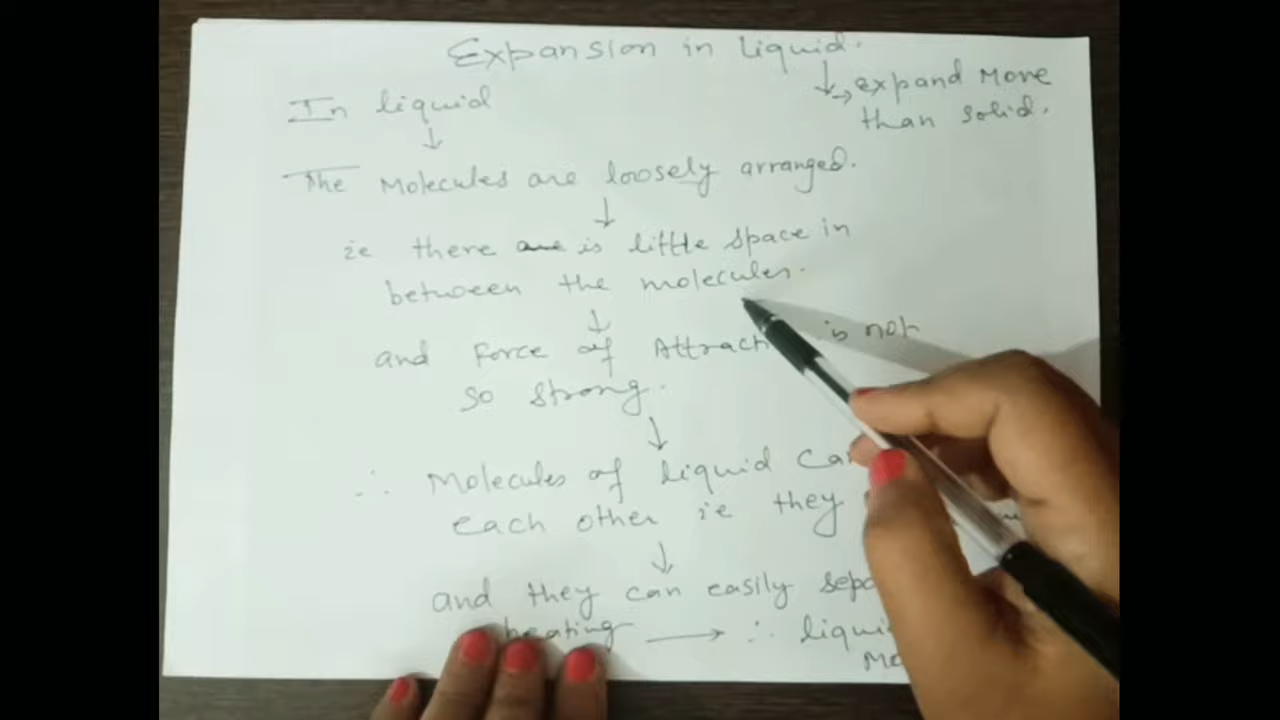 Expansion in liquid.
↓→ expand More
than solid.
In liquid
↓
The Molecules are loosely arranged.
↓
ie there is little space in
between the molecules.
↓
and Force of Attract is not
so strong.
↓
∴ Molecules of liquid Can
each other ie they
↓
and they can easily
heating → ∴